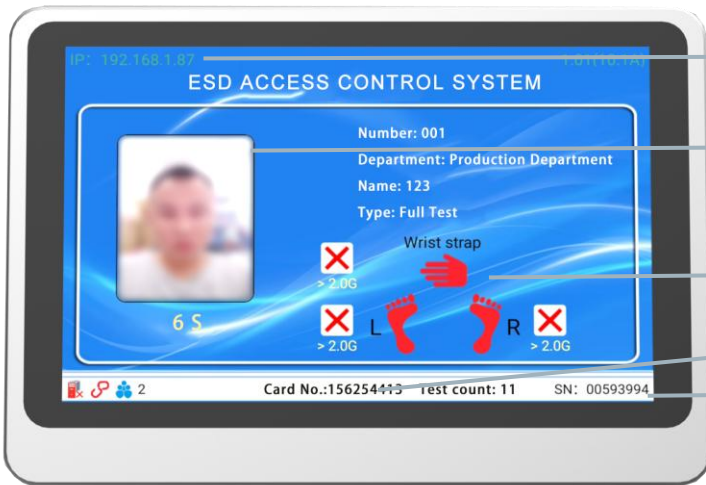 IP: 192.168.1.87
1.01(16.1A)
ESD ACCESS CONTROL SYSTEM
Number: 001
Department: Production Department
Name: 123
Type: Full Test
Wrist strap
> 2.0G
6 S
L
R
> 2.0G
> 2.0G
2
Card No.:156254413
Test count: 11
SN: 00593994